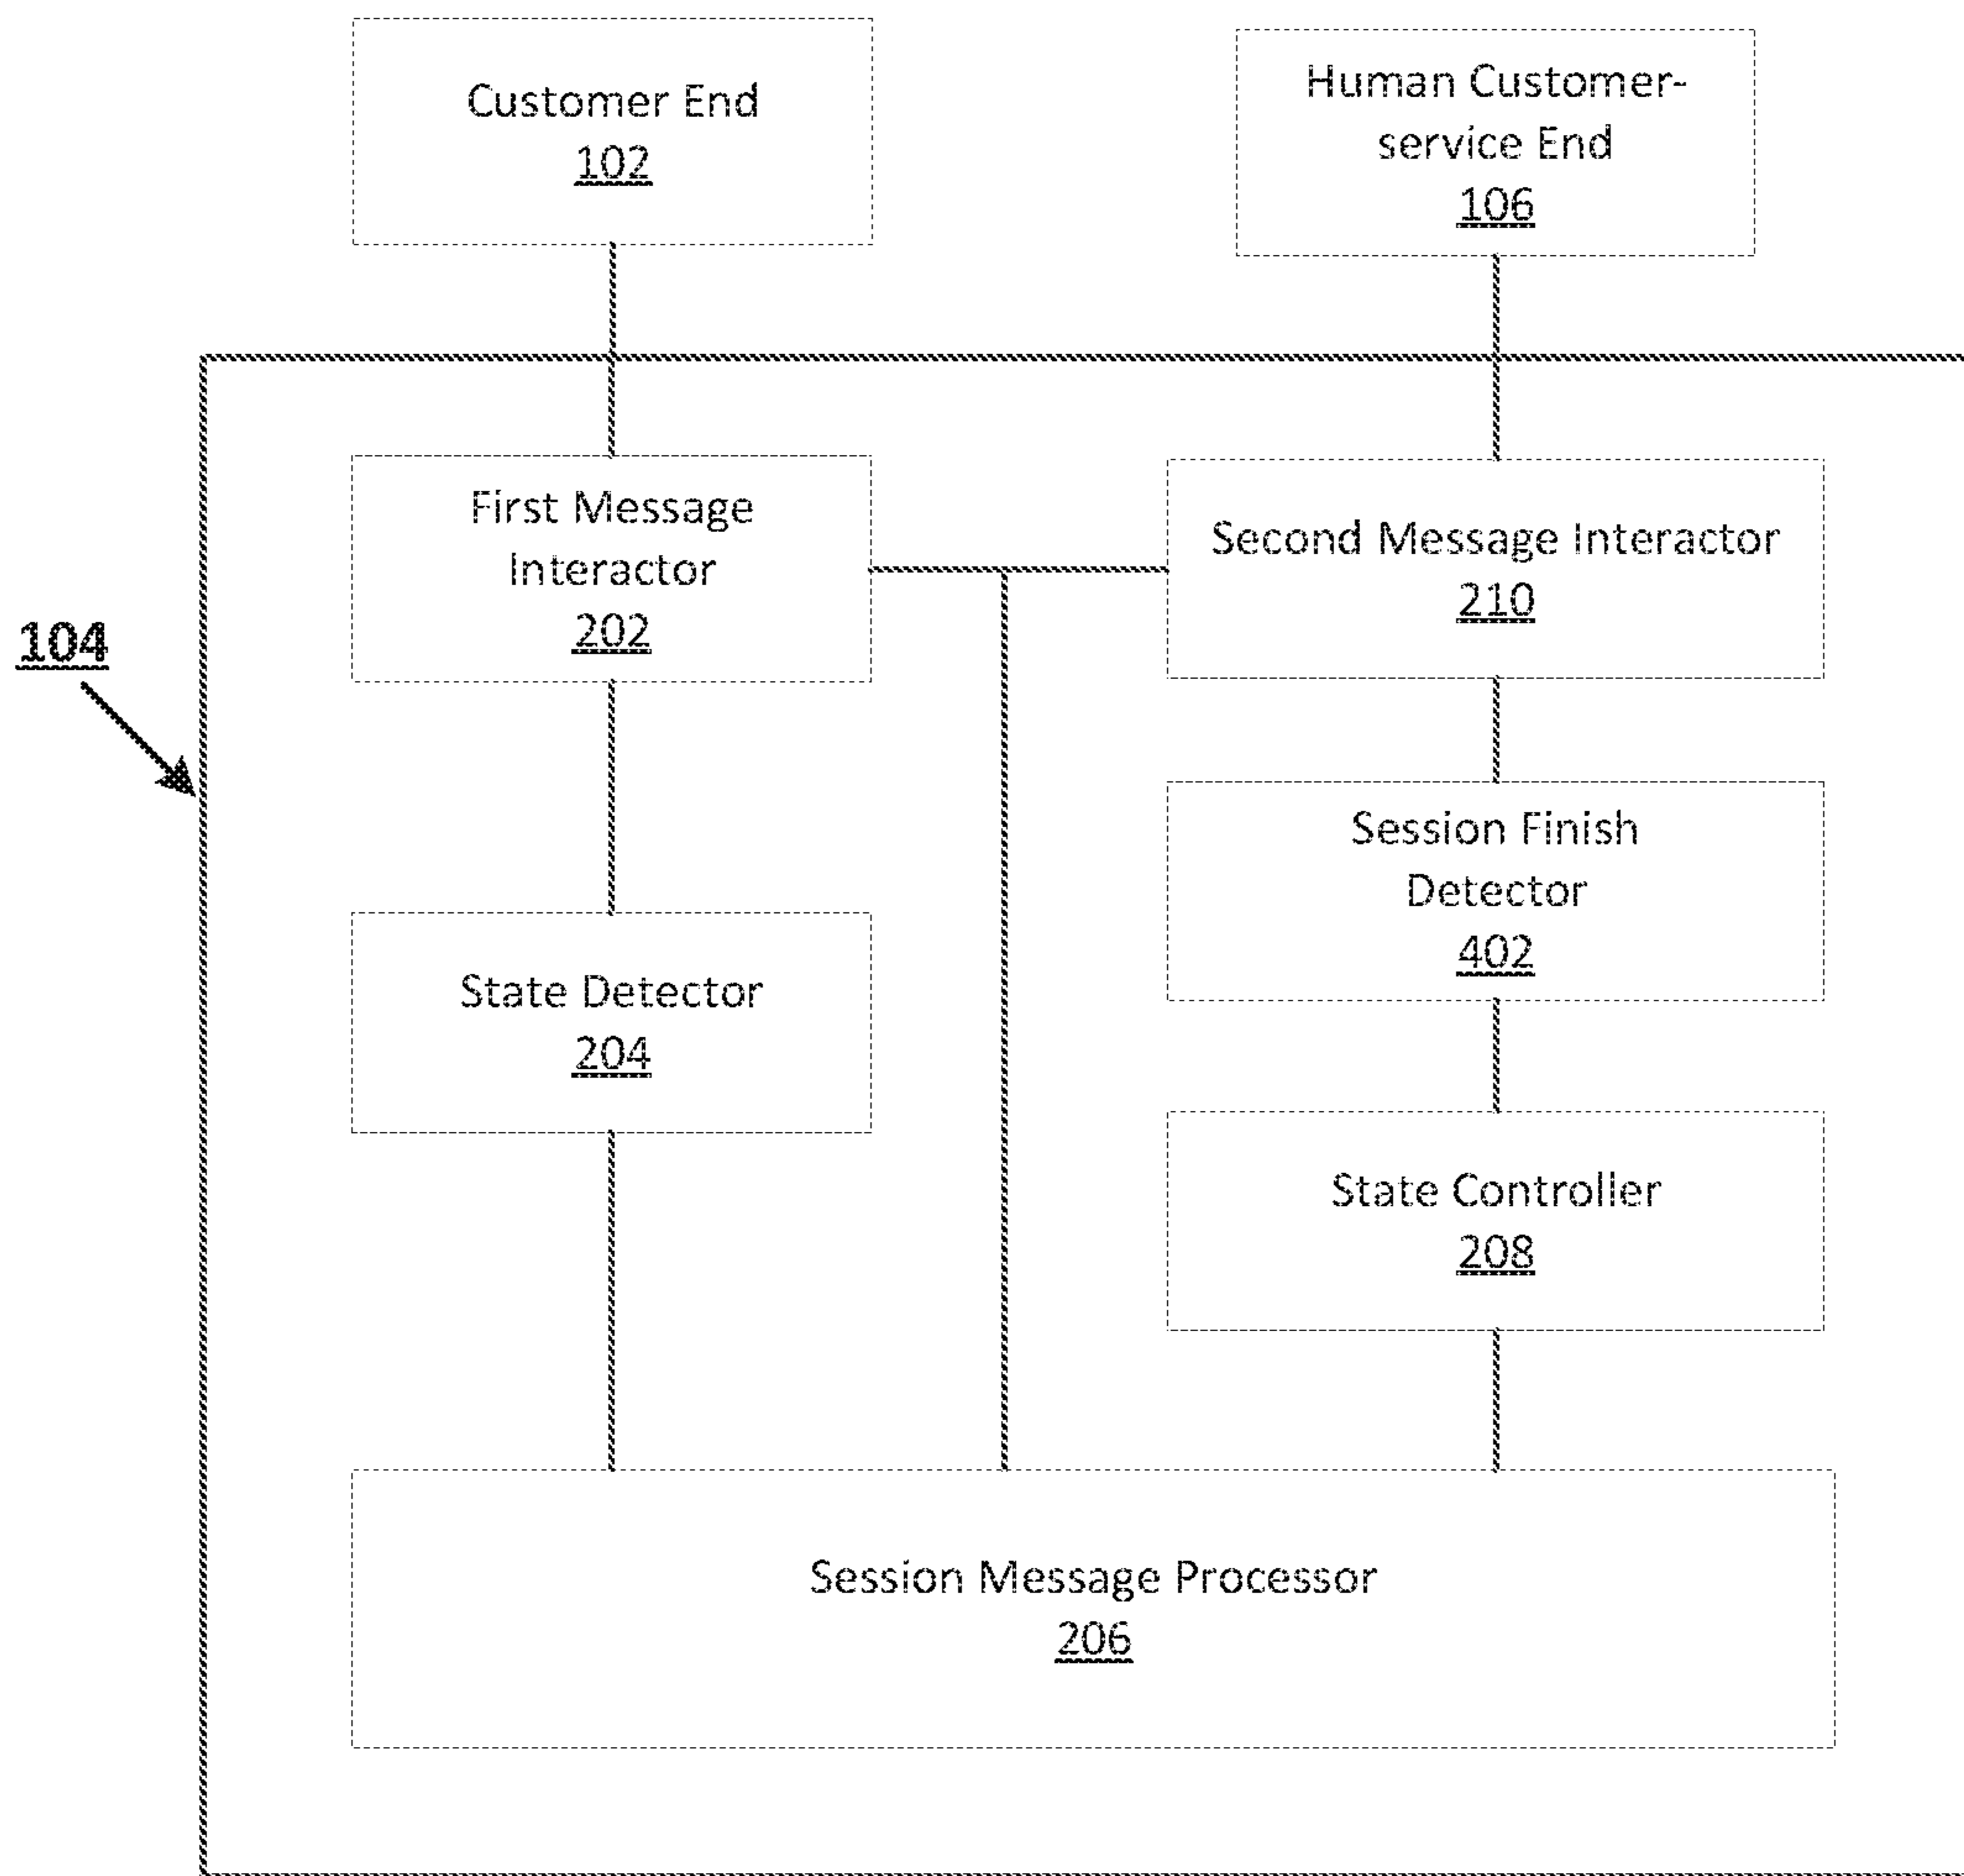 Customer End
102
Human Customer-
service End
106
First Message
Interactor
202
Second Message Interactor
210
104
Session Finish
Detector
402
State Detector
204
State Controller
208
Session Message Processor
206